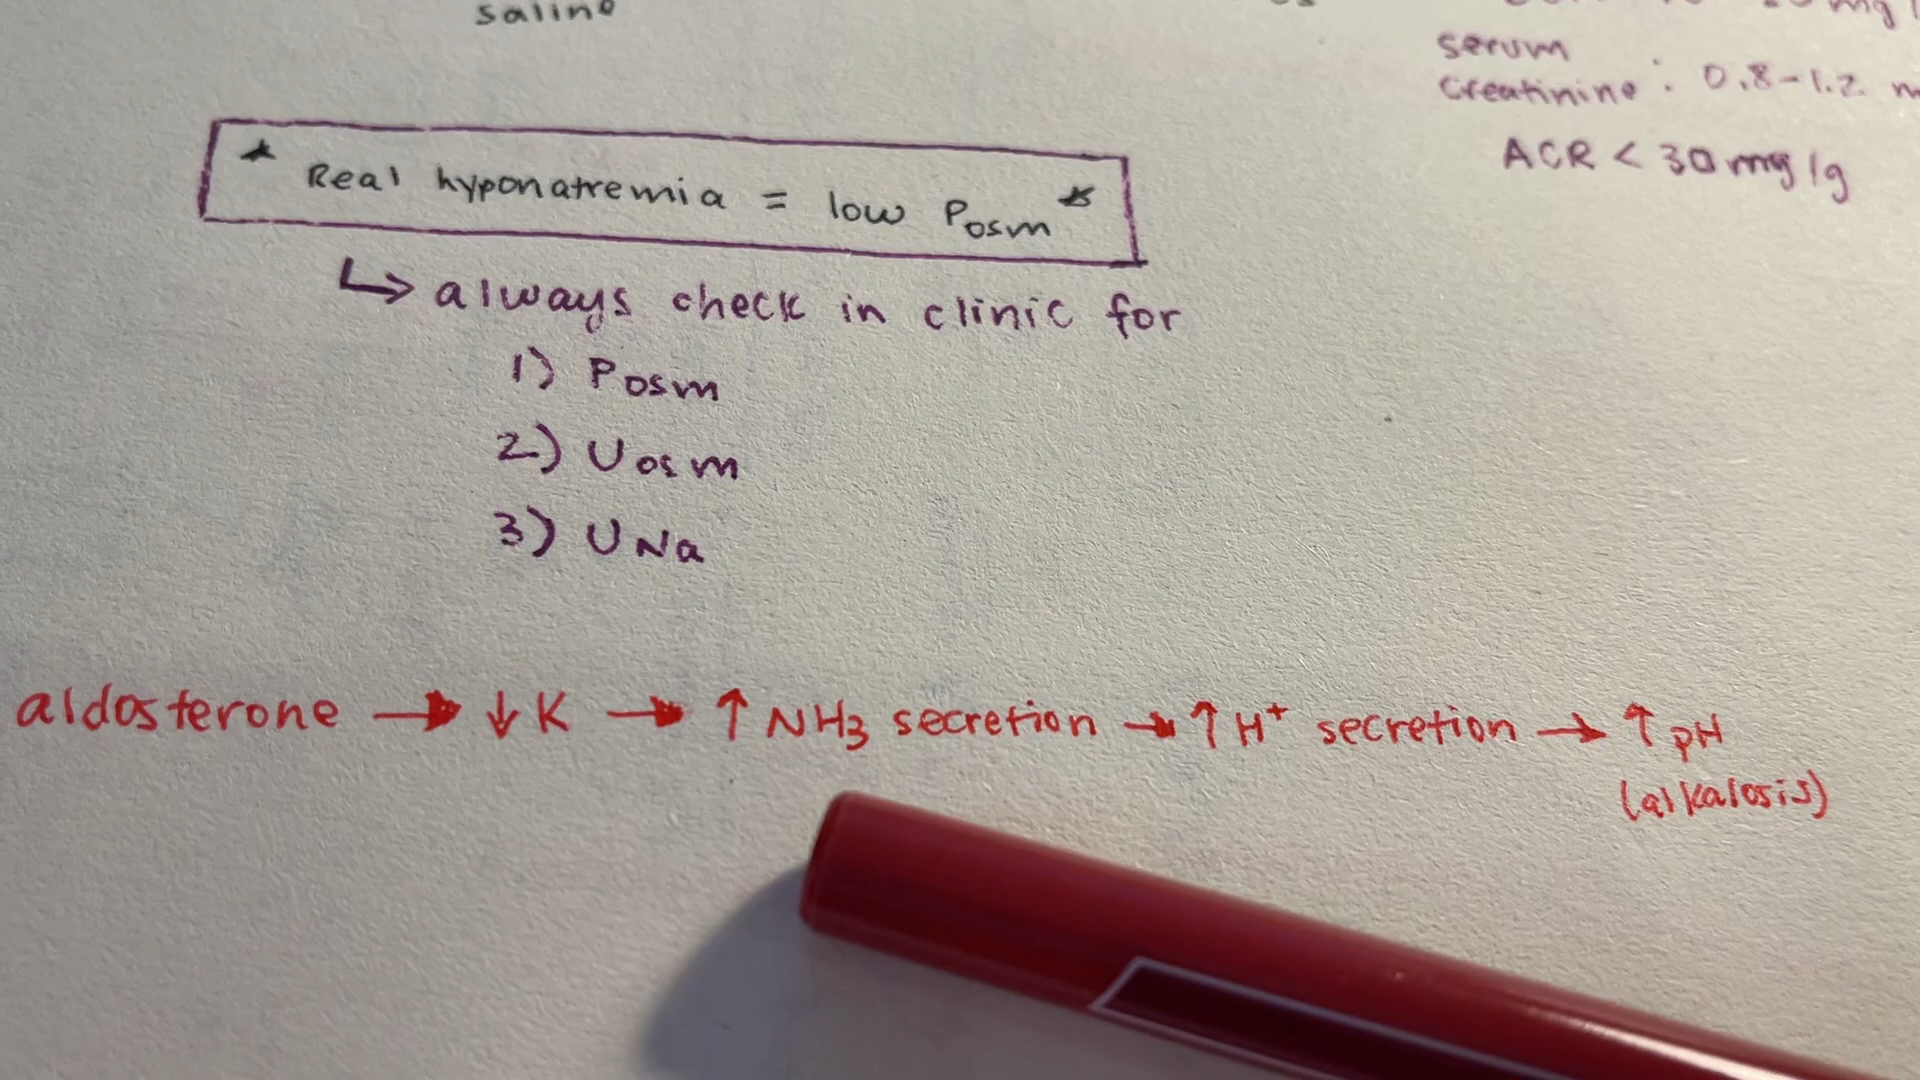 saline
serum
creatinine : 0.8-1.2
ACR < 30 mg/g
★ Real hyponatremia = low Posm ★
↳ always check in clinic for
1) Posm
2) Uosm
3) UNa
aldosterone → ↓ K → ↑ NH3 secretion → ↑ H+ secretion → ↑ pH
(alkalosis)